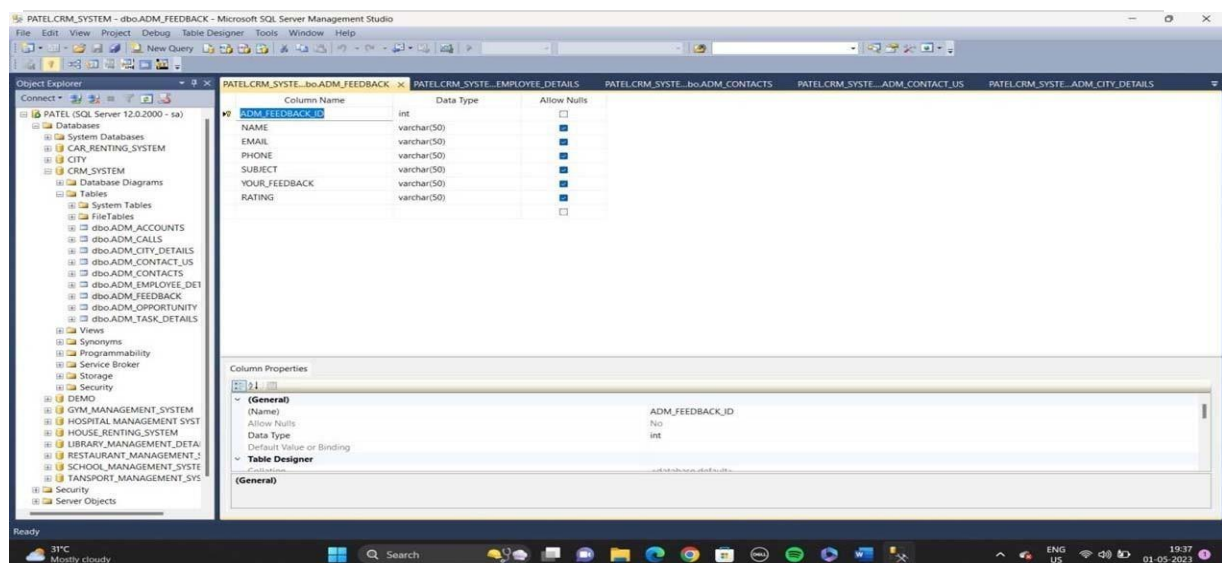 PATEL.CRM_SYSTEM - dbo.ADM_FEEDBACK - Microsoft SQL Server Management Studio
File Edit View Project Debug Table Designer Tools Window Help
New Query
Object Explorer
PATEL.CRM_SYSTE...bo.ADM_FEEDBACK PATEL.CRM_SYSTE...EMPLOYEE_DETAILS PATEL.CRM_SYSTE...bo.ADM_CONTACTS PATEL.CRM_SYSTE....ADM_CONTACT_US PATEL.CRM_SYSTE...ADM_CITY_DETAILS
Connect
PATEL (SQL Server 12.0.2000 - sa)
Databases
System Databases
CAR_RENTING_SYSTEM
CITY
CRM_SYSTEM
Database Diagrams
Tables
System Tables
FileTables
dbo.ADM_ACCOUNTS
dbo.ADM_CALLS
dbo.ADM_CITY_DETAILS
dbo.ADM_CONTACT_US
dbo.ADM_CONTACTS
dbo.ADM_EMPLOYEE_DET
dbo.ADM_FEEDBACK
dbo.ADM_OPPORTUNITY
dbo.ADM_TASK_DETAILS
Views
Synonyms
Programmability
Service Broker
Storage
Security
DEMO
GYM_MANAGEMENT_SYSTEM
HOSPITAL MANAGEMENT SYST
HOUSE_RENTING_SYSTEM
LIBRARY_MANAGEMENT_DETA
RESTAURANT_MANAGEMENT_S
SCHOOL_MANAGEMENT_SYSTE
TANSPORT_MANAGEMENT_SYS
Security
Server Objects
Column Name Data Type Allow Nulls
ADM_FEEDBACK_ID int
NAME varchar(50)
EMAIL varchar(50)
PHONE varchar(50)
SUBJECT varchar(50)
YOUR_FEEDBACK varchar(50)
RATING varchar(50)
Column Properties
(General)
(Name) ADM_FEEDBACK_ID
Allow Nulls No
Data Type int
Default Value or Binding
Table Designer
Collation <database default>
(General)
Ready
31°C
Mostly cloudy
Search
DELL
ENG
US
19:37
01-05-2023
1